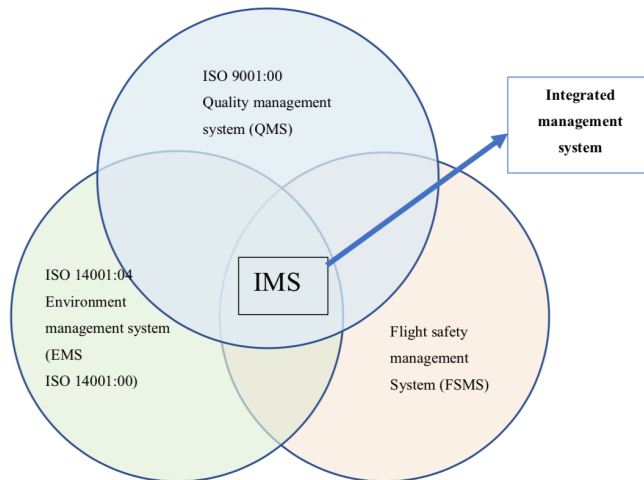 ISO 9001:00
Quality management
system (QMS)
Integrated
management
system
ISO 14001:04
Environment
management system
(EMS
ISO 14001:00)
IMS
Flight safety
management
System (FSMS)